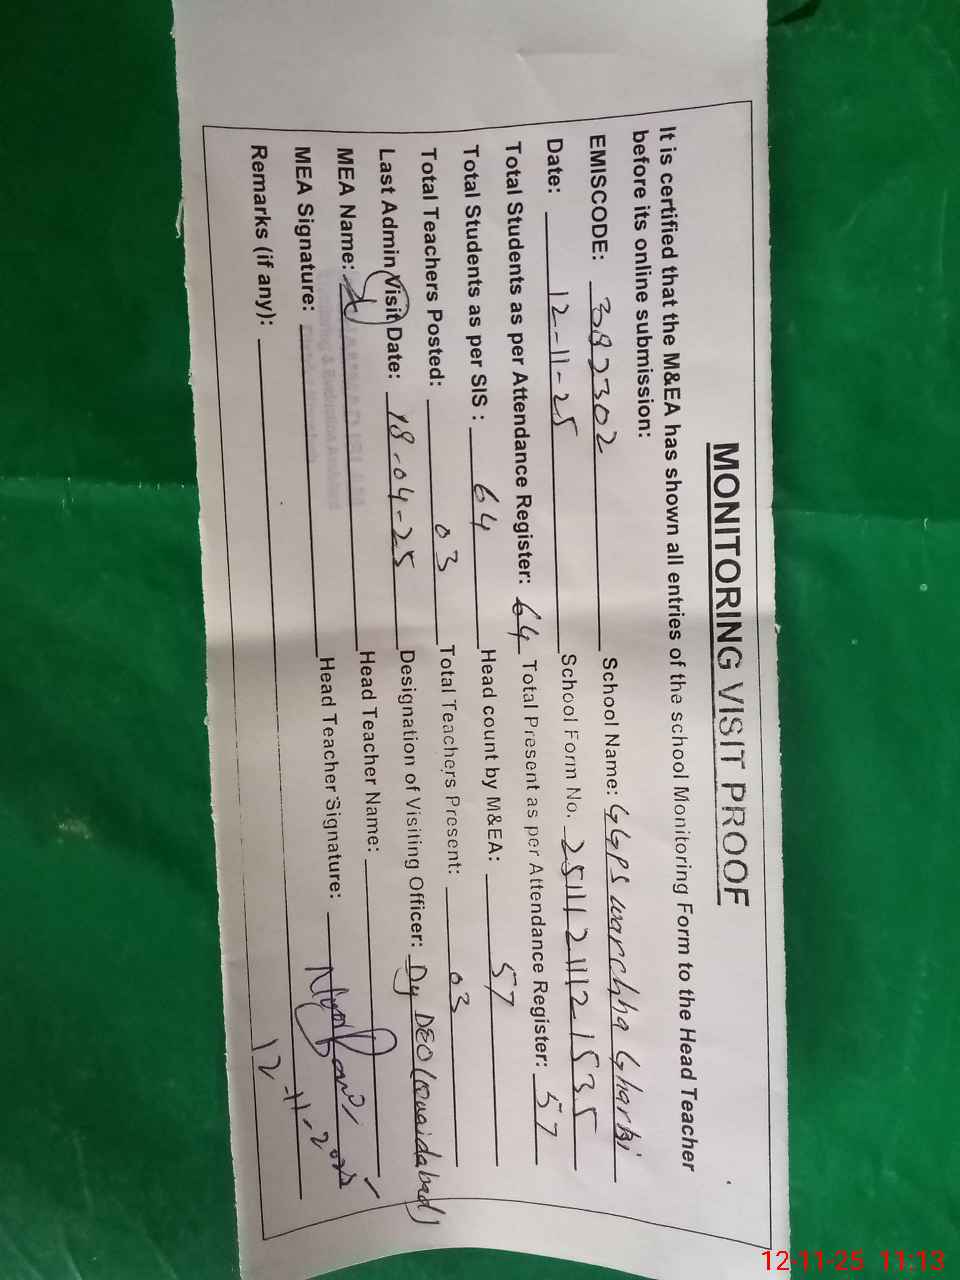 MONITORING VISIT PROOF
It is certified that the M&EA has shown all entries of the school Monitoring Form to the Head Teacher
before its online submission:
EMISCODE: 382302 School Name: GGPS warchha Gharbi
Date: 12-11-25 School Form No. 2511121112-1535
Total Students as per Attendance Register: 64 Total Present as per Attendance Register: 57
Total Students as per SIS : 64 Head count by M&EA: 57
Total Teachers Posted: 03 Total Teachers Present: 03
Last Admin Visit Date: 18-04-25 Designation of Visiting Officer: Dy DEO (Quaidabad)
MEA Name: Head Teacher Name:
MEA Signature: Head Teacher Signature:
Remarks (if any): 12-11-2025
12-11-25 11:13